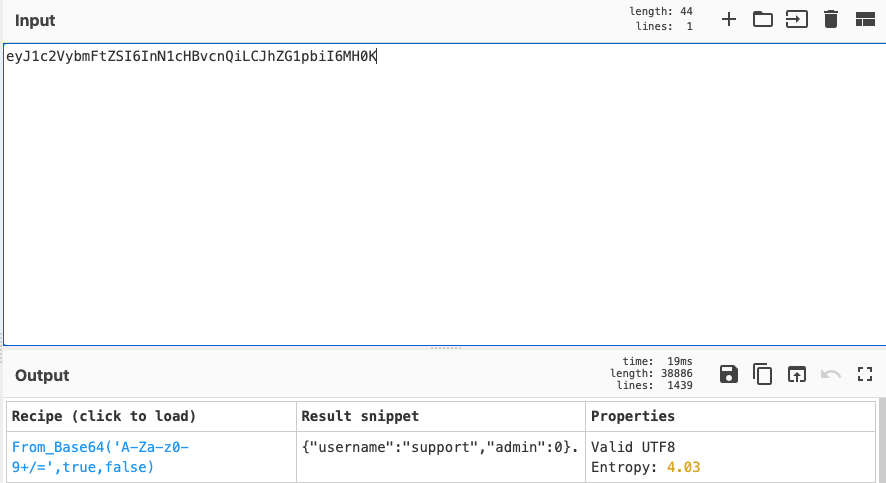 Input
length: 44
lines: 1
eyJ1c2VybmFtZSI6InN1cHBvcnQiLCJhZG1pbiI6MH0K
Output
time: 19ms
length: 38886
lines: 1439
Recipe (click to load) Result snippet Properties
From_Base64('A-Za-z0- {"username":"support","admin":0}. Valid UTF8
9+/=',true,false) Entropy: 4.03